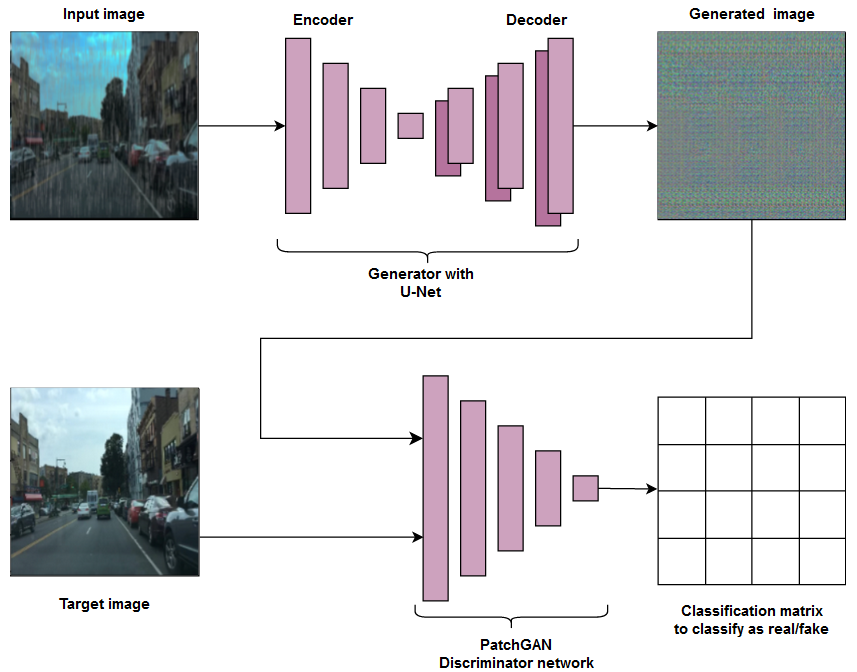 Input image
Encoder
Decoder
Generated image
Generator with
U-Net
Target image
PatchGAN
Discriminator network
Classification matrix
to classify as real/fake